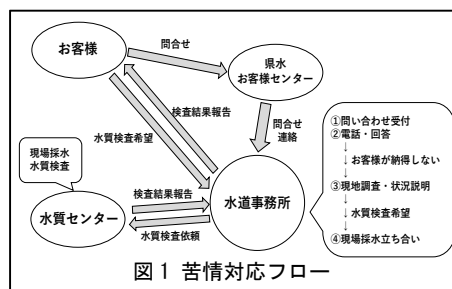 お客様
問合せ
県水
お客様センター
検査結果報告
水質検査希望
問合せ
連絡
現場採水
水質検査
水質センター
検査結果報告
水質検査依頼
水道事務所
①問い合わせ受付
②電話・回答
↓お客様が納得しない
③現地調査・状況説明
↓水質検査希望
④現場採水立ち合い
図1 苦情対応フロー